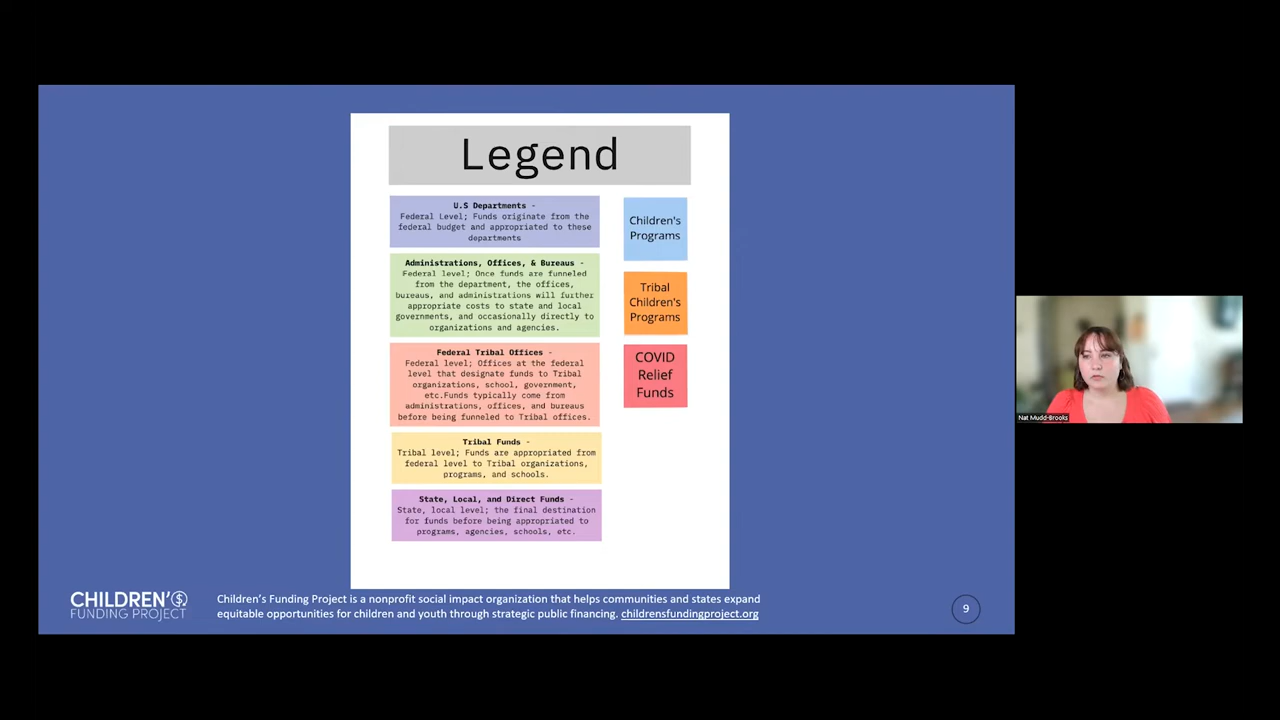 Legend
U.S Departments -
Federal Level; Funds originate from the
federal budget and appropriated to these
departments
Administrations, Offices, & Bureaus -
Federal level; Once funds are funneled
from the department, the offices,
bureaus, and administrations will further
appropriate costs to state and local
governments, and occasionally directly to
organizations and agencies.
Federal Tribal Offices -
Federal level; Offices at the federal
level that designate funds to Tribal
organizations, school, government,
etc.Funds typically come from
administrations, offices, and bureaus
before being funneled to Tribal offices.
Tribal Funds -
Tribal level; Funds are appropriated from
federal level to Tribal organizations,
programs, and schools.
State, Local, and Direct Funds -
State, local level; the final destination
for funds before being appropriated to
programs, agencies, schools, etc.
Children's
Programs
Tribal
Children's
Programs
COVID
Relief
Funds
Nat Mudd-Brooks
CHILDREN'S
FUNDING PROJECT
Children's Funding Project is a nonprofit social impact organization that helps communities and states expand
equitable opportunities for children and youth through strategic public financing. childrensfundingproject.org
9